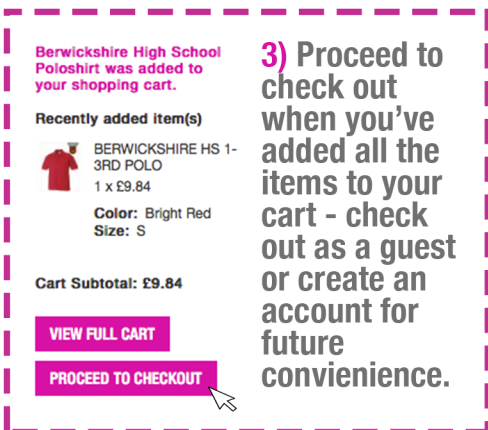 Berwickshire High School
Poloshirt was added to
your shopping cart.
Recently added item(s)
BERWICKSHIRE HS 1-
3RD POLO
1 x £9.84
Color: Bright Red
Size: S
Cart Subtotal: £9.84
VIEW FULL CART
PROCEED TO CHECKOUT
3) Proceed to
check out
when you’ve
added all the
items to your
cart - check
out as a guest
or create an
account for
future
convienience.